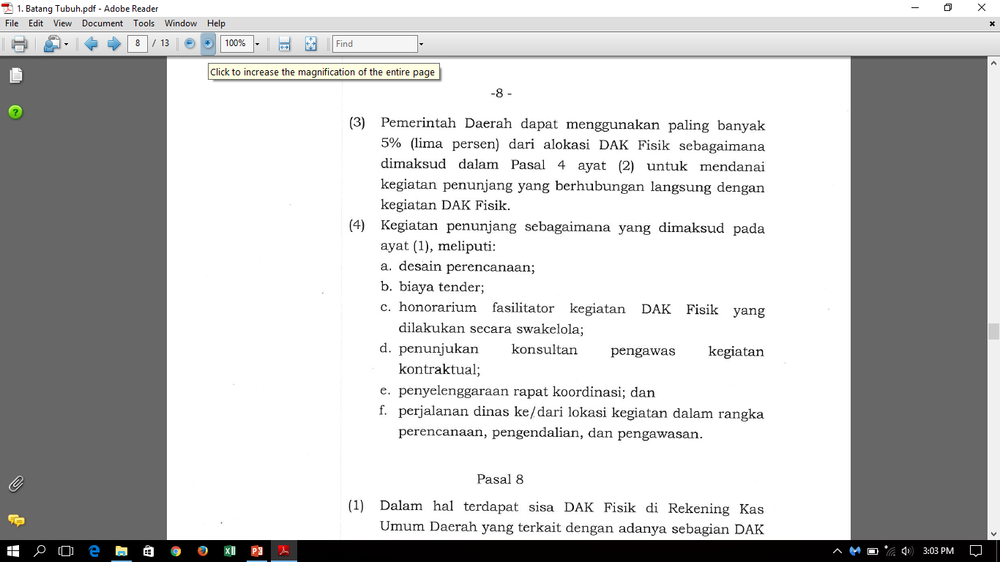 1. Batang Tubuh.pdf - Adobe Reader
File Edit View Document Tools Window Help
8 / 13 100% Find
Click to increase the magnification of the entire page
-8 -
(3) Pemerintah Daerah dapat menggunakan paling banyak
5% (lima persen) dari alokasi DAK Fisik sebagaimana
dimaksud dalam Pasal 4 ayat (2) untuk mendanai
kegiatan penunjang yang berhubungan langsung dengan
kegiatan DAK Fisik.
(4) Kegiatan penunjang sebagaimana yang dimaksud pada
ayat (1), meliputi:
a. desain perencanaan;
b. biaya tender;
c. honorarium fasilitator kegiatan DAK Fisik yang
dilakukan secara swakelola;
d. penunjukan konsultan pengawas kegiatan
kontraktual;
e. penyelenggaraan rapat koordinasi; dan
f. perjalanan dinas ke/dari lokasi kegiatan dalam rangka
perencanaan, pengendalian, dan pengawasan.
Pasal 8
(1) Dalam hal terdapat sisa DAK Fisik di Rekening Kas
Umum Daerah yang terkait dengan adanya sebagian DAK
3:03 PM